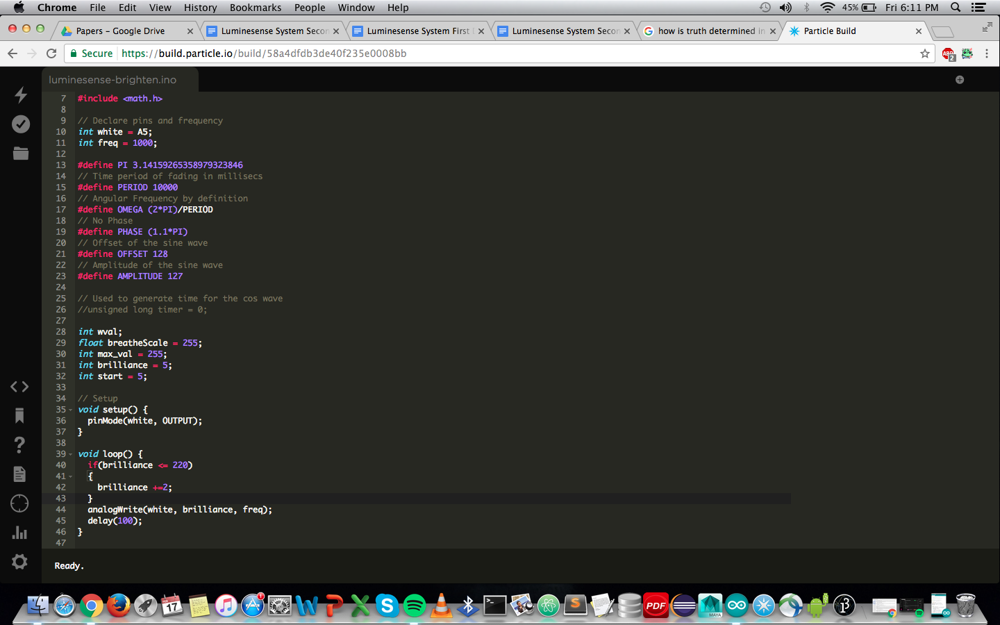 Chrome File Edit View History Bookmarks People Window Help 45% Fri 6:11 PM
Papers – Google Drive Luminesense System Secon Luminesense System First Luminesense System Secon how is truth determined in Particle Build
Secure https://build.particle.io/build/58a4dfdb3de40f235e0008bb ABP 2
luminesense-brighten.ino
7 #include <math.h>
8
9 // Declare pins and frequency
10 int white = A5;
11 int freq = 1000;
12
13 #define PI 3.14159265358979323846
14 // Time period of fading in millisecs
15 #define PERIOD 10000
16 // Angular Frequency by definition
17 #define OMEGA (2*PI)/PERIOD
18 // No Phase
19 #define PHASE (1.1*PI)
20 // Offset of the sine wave
21 #define OFFSET 128
22 // Amplitude of the sine wave
23 #define AMPLITUDE 127
24
25 // Used to generate time for the cos wave
26 //unsigned long timer = 0;
27
28 int wval;
29 float breatheScale = 255;
30 int max_val = 255;
31 int brilliance = 5;
32 int start = 5;
33
34 // Setup
35 void setup() {
36 pinMode(white, OUTPUT);
37 }
38
39 void loop() {
40 if(brilliance <= 220)
41 {
42 brilliance +=2;
43 }
44 analogWrite(white, brilliance, freq);
45 delay(100);
46 }
47
Ready.
17 1 PDF MAYA